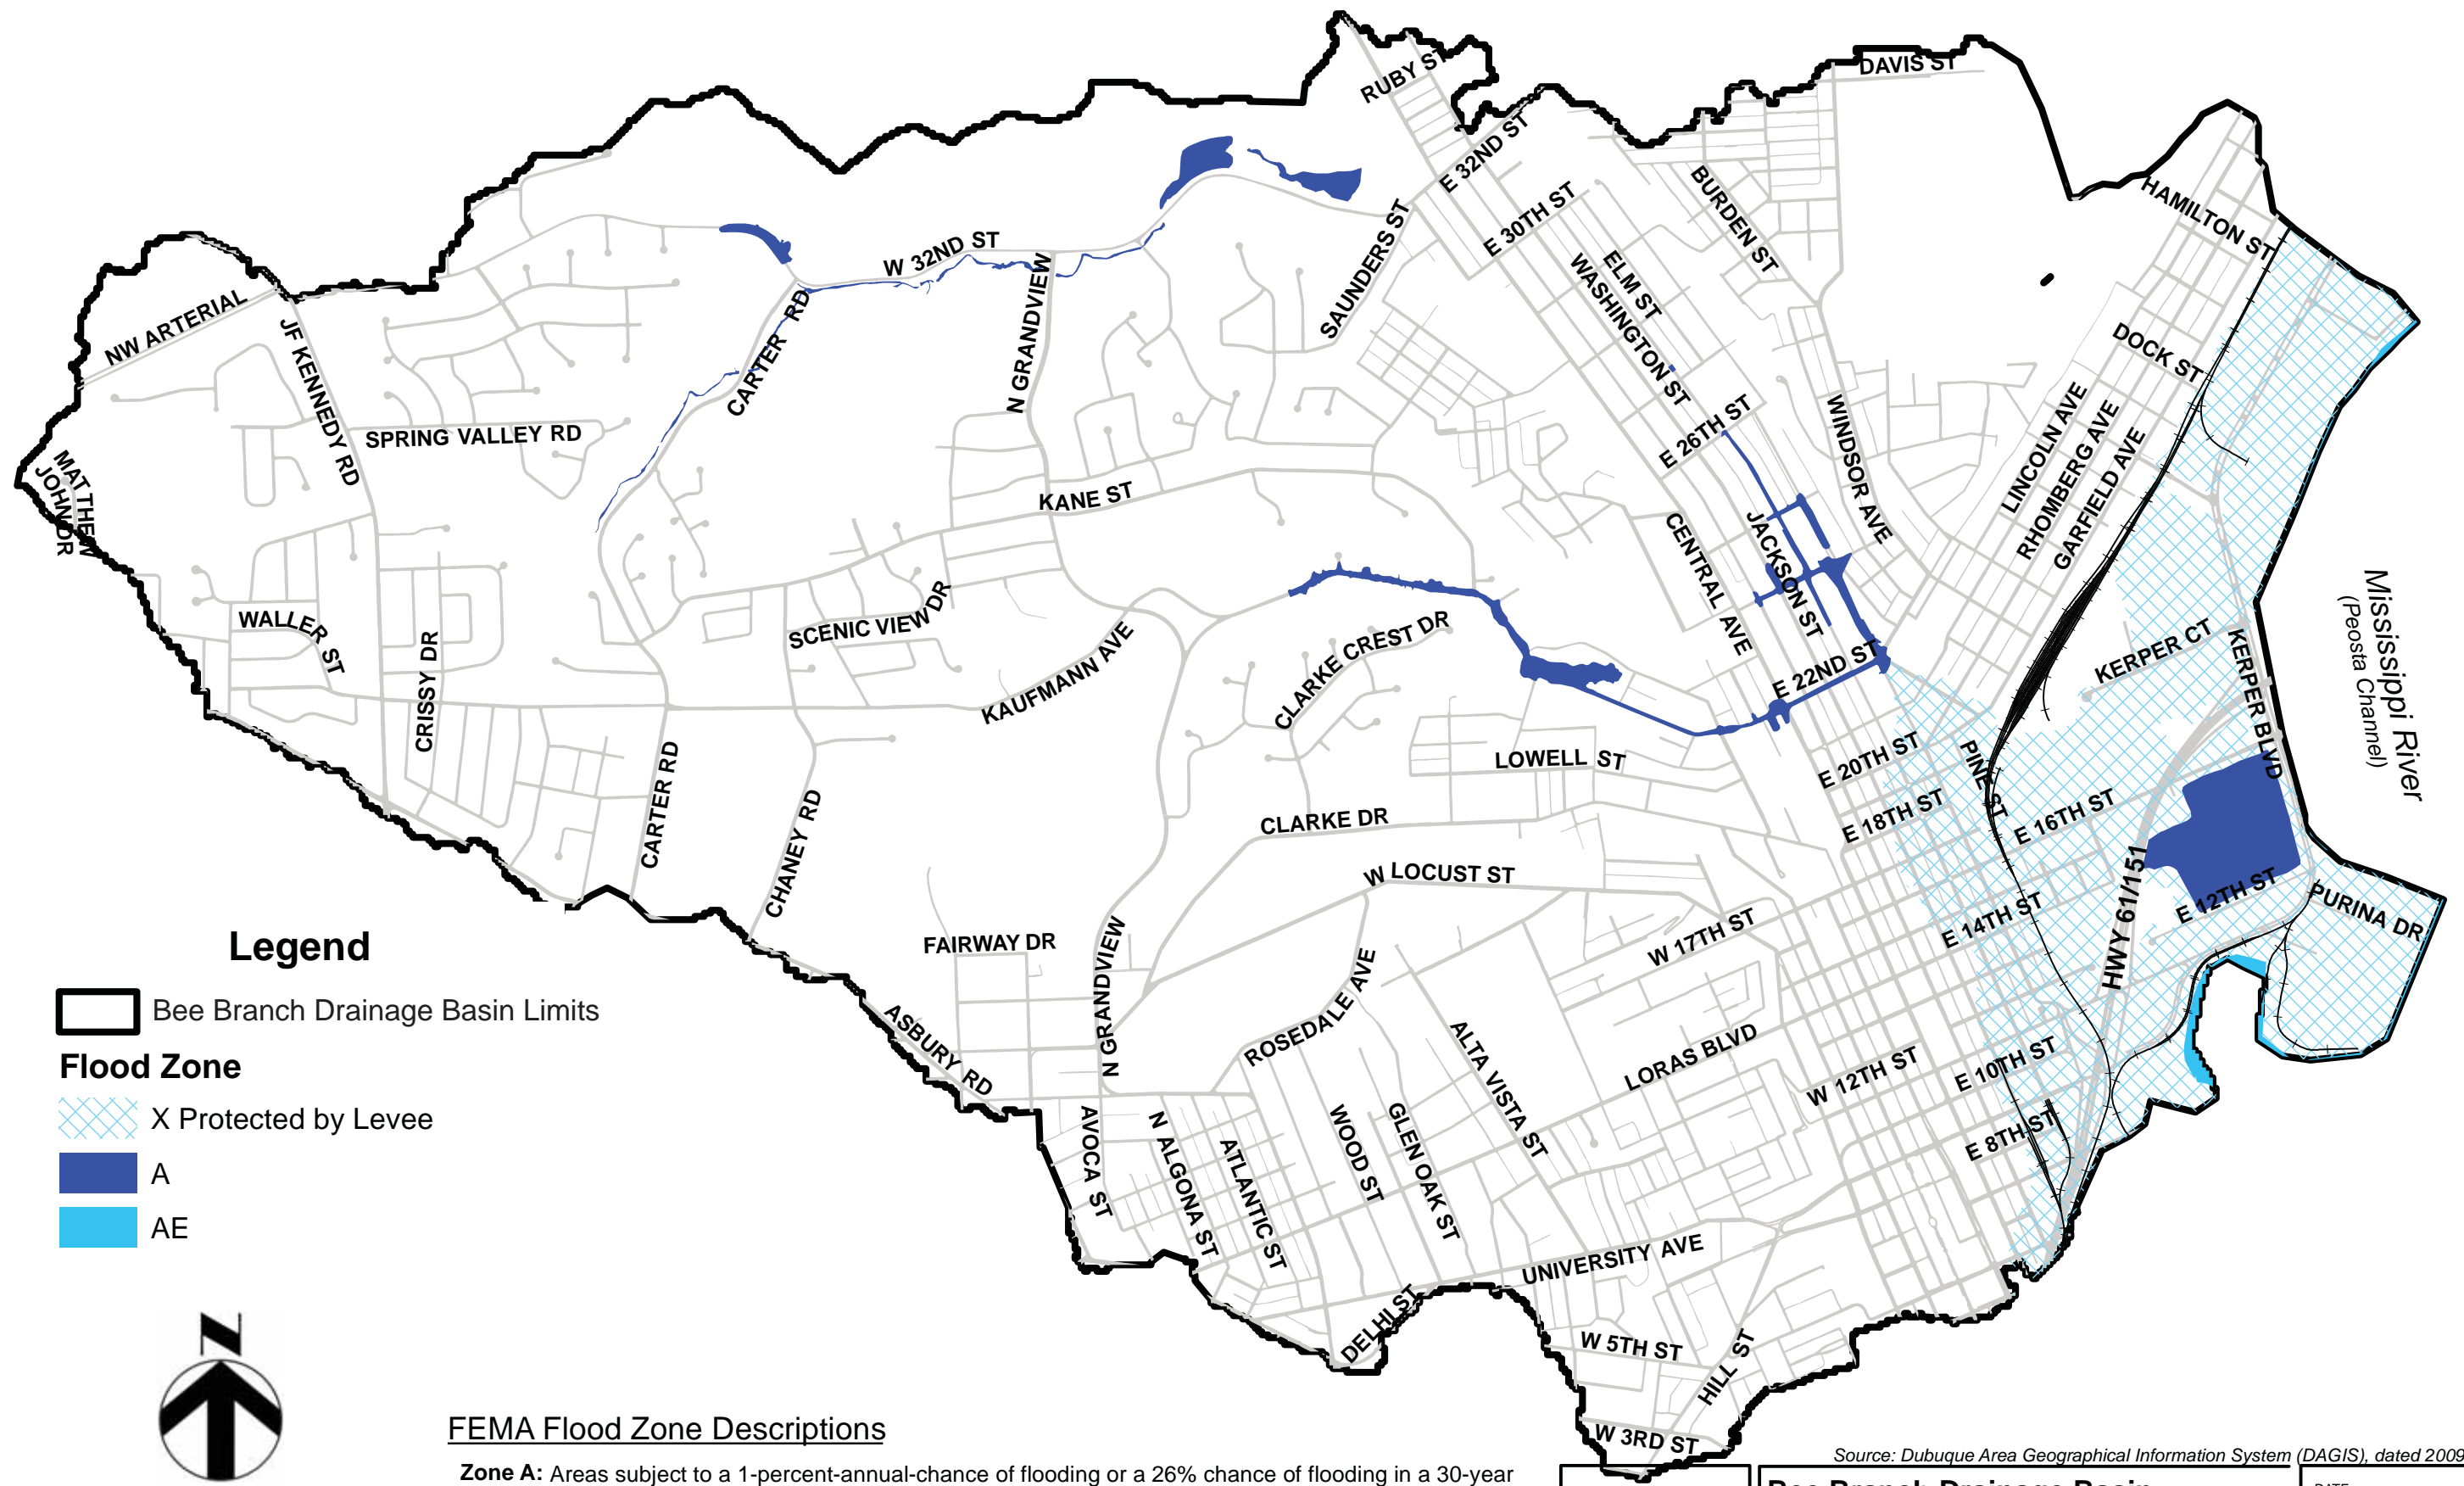 RUBY ST
DAVIS ST
E 32ND ST
HAMILTON ST
BURDEN ST
E 30TH ST
SAUNDERS ST
W 32ND ST
N GRANDVIEW
ELM ST
WASHINGTON ST
NW ARTERIAL
JF KENNEDY RD
CARTER RD
DOCK ST
SPRING VALLEY RD
E 26TH ST
WINDSOR AVE
LINCOLN AVE
RHOMBERG AVE
GARFIELD AVE
MATTHEW
JOHN DR
KANE ST
CENTRAL AVE
JACKSON ST
Mississippi River
(Peosta Channel)
WALLER ST
CRISSY DR
SCENIC VIEW DR
KAUFMANN AVE
CLARKE CREST DR
E 22ND ST
KERPER CT
KERPER BLVD
LOWELL ST
E 20TH ST
PINE ST
CARTER RD
CHANEY RD
CLARKE DR
E 18TH ST
E 16TH ST
W LOCUST ST
HWY 61/151
E 12TH ST
PURINA DR
E 14TH ST
W 17TH ST
FAIRWAY DR
N GRANDVIEW
ROSEDALE AVE
ASBURY RD
ALTA VISTA ST
LORAS BLVD
W 12TH ST
E 10TH ST
E 8TH ST
AVOCA ST
N ALGONA ST
ATLANTIC ST
WOOD ST
GLEN OAK ST
UNIVERSITY AVE
DELHI ST
W 5TH ST
HILL ST
W 3RD ST
Legend
Bee Branch Drainage Basin Limits
Flood Zone
X Protected by Levee
A
AE
N
FEMA Flood Zone Descriptions
Zone A: Areas subject to a 1-percent-annual-chance of flooding or a 26% chance of flooding in a 30-year
Source: Dubuque Area Geographical Information System (DAGIS), dated 2009
Bee Branch Drainage Basin
DATE